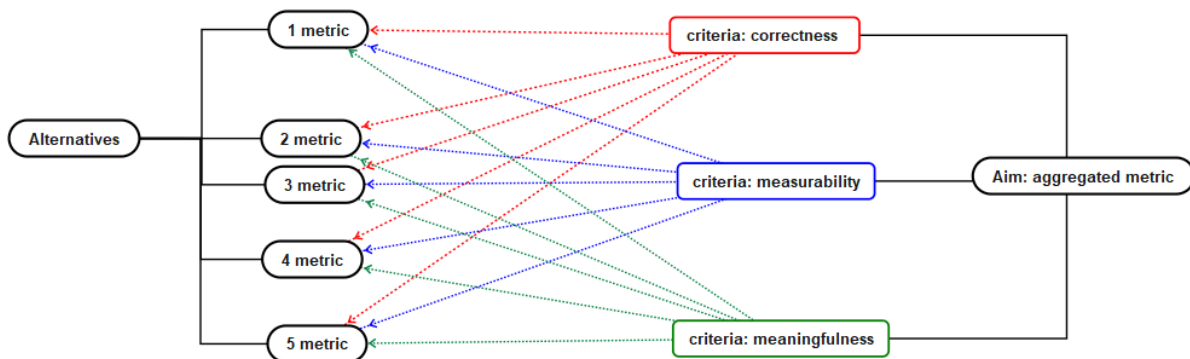 1 metric
criteria: correctness
Alternatives
2 metric
3 metric
criteria: measurability
Aim: aggregated metric
4 metric
5 metric
criteria: meaningfulness